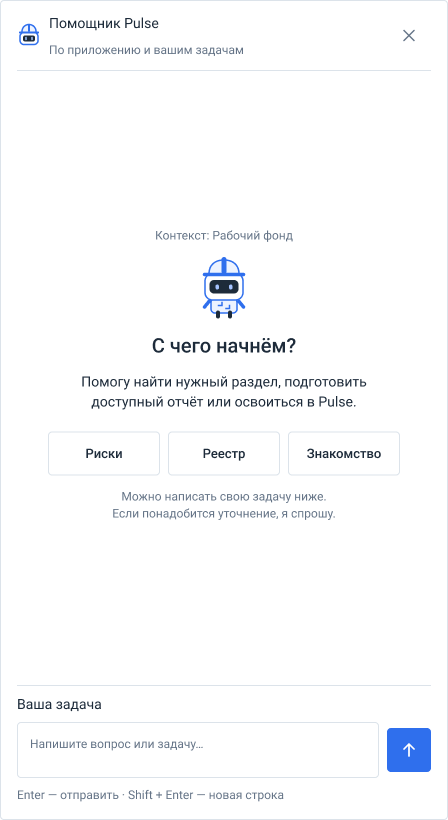 Помощник Pulse
По приложению и вашим задачам
Контекст: Рабочий фонд
С чего начнём?
Помогу найти нужный раздел, подготовить
доступный отчёт или освоиться в Pulse.
Риски
Реестр
Знакомство
Можно написать свою задачу ниже.
Если понадобится уточнение, я спрошу.
Ваша задача
Напишите вопрос или задачу…
Enter — отправить · Shift + Enter — новая строка